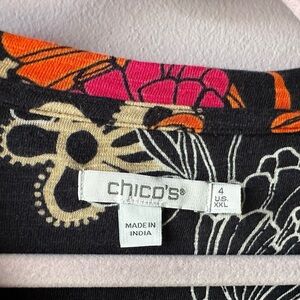 chico's®
4
U.S.
XXL
MADE IN
INDIA